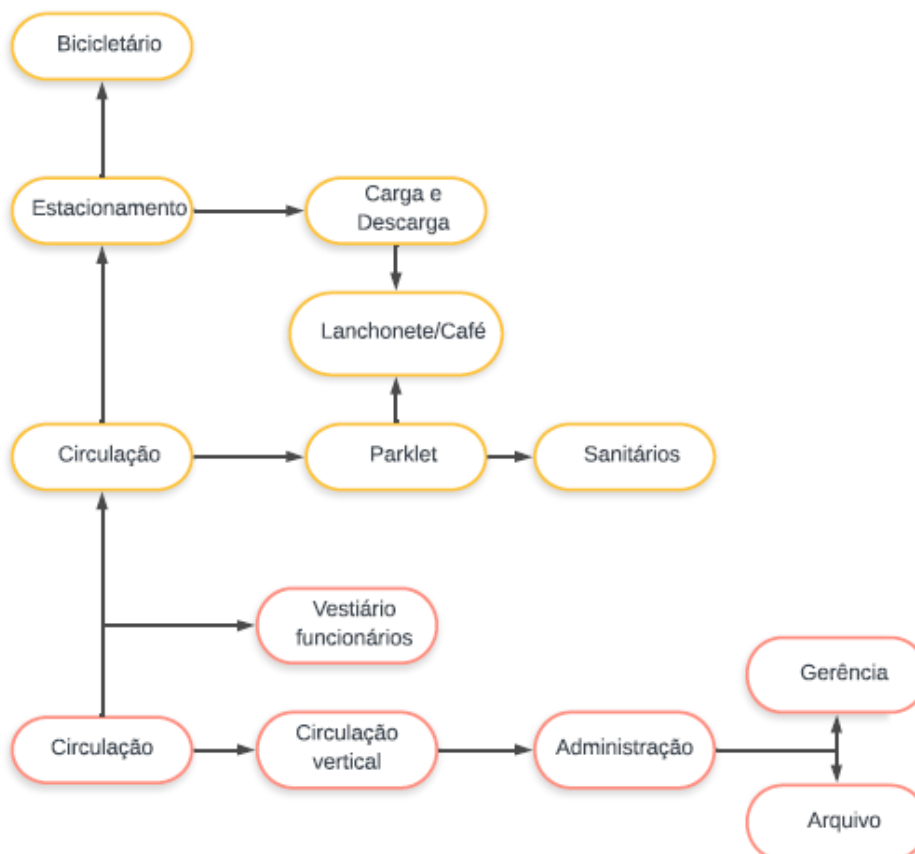 Bicicletário
Estacionamento
Carga e
Descarga
Lanchonete/Café
Circulação
Parklet
Sanitários
Vestiário
funcionários
Gerência
Circulação
Circulação
vertical
Administração
Arquivo